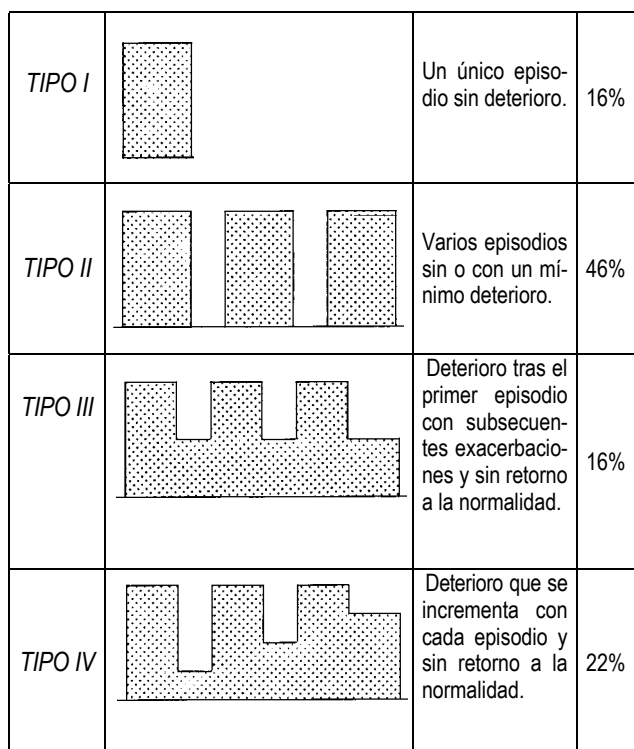 TIPO I
Un único episo-
dio sin deterioro.
16%
TIPO II
Varios episodios
sin o con un mí-
nimo deterioro.
46%
TIPO III
Deterioro tras el
primer episodio
con subsecuen-
tes exacerbacio-
nes y sin retorno
a la normalidad.
16%
TIPO IV
Deterioro que se
incrementa con
cada episodio y
sin retorno a la
normalidad.
22%